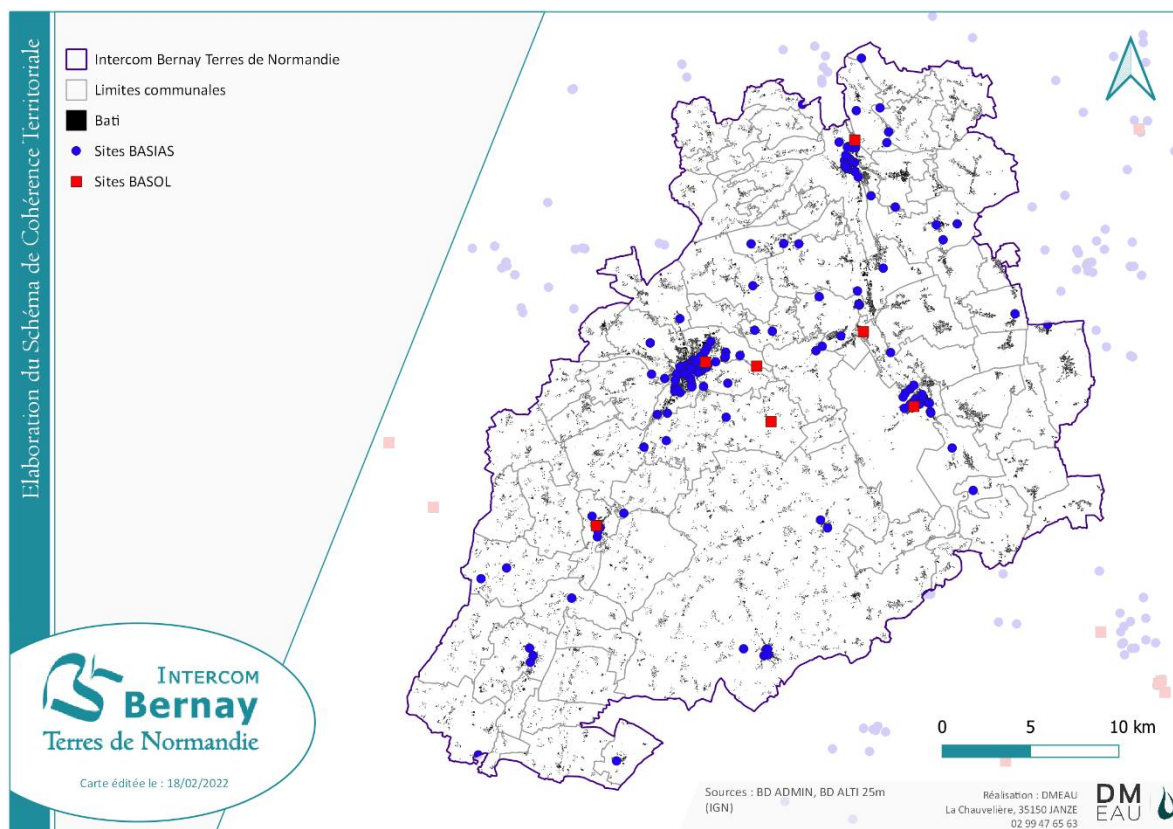 Elaboration du Schéma de Cohérence Territoriale
Intercom Bernay Terres de Normandie
Limites communales
Bati
Sites BASIAS
Sites BASOL
INTERCOM
Bernay
Terres de Normandie
Carte éditée le : 18/02/2022
0 5 10 km
Sources : BD ADMIN, BD ALTI 25m
(IGN)
Réalisation : DMEAU
La Chauvelière, 35150 JANZE
02 99 47 65 63
DM
EAU